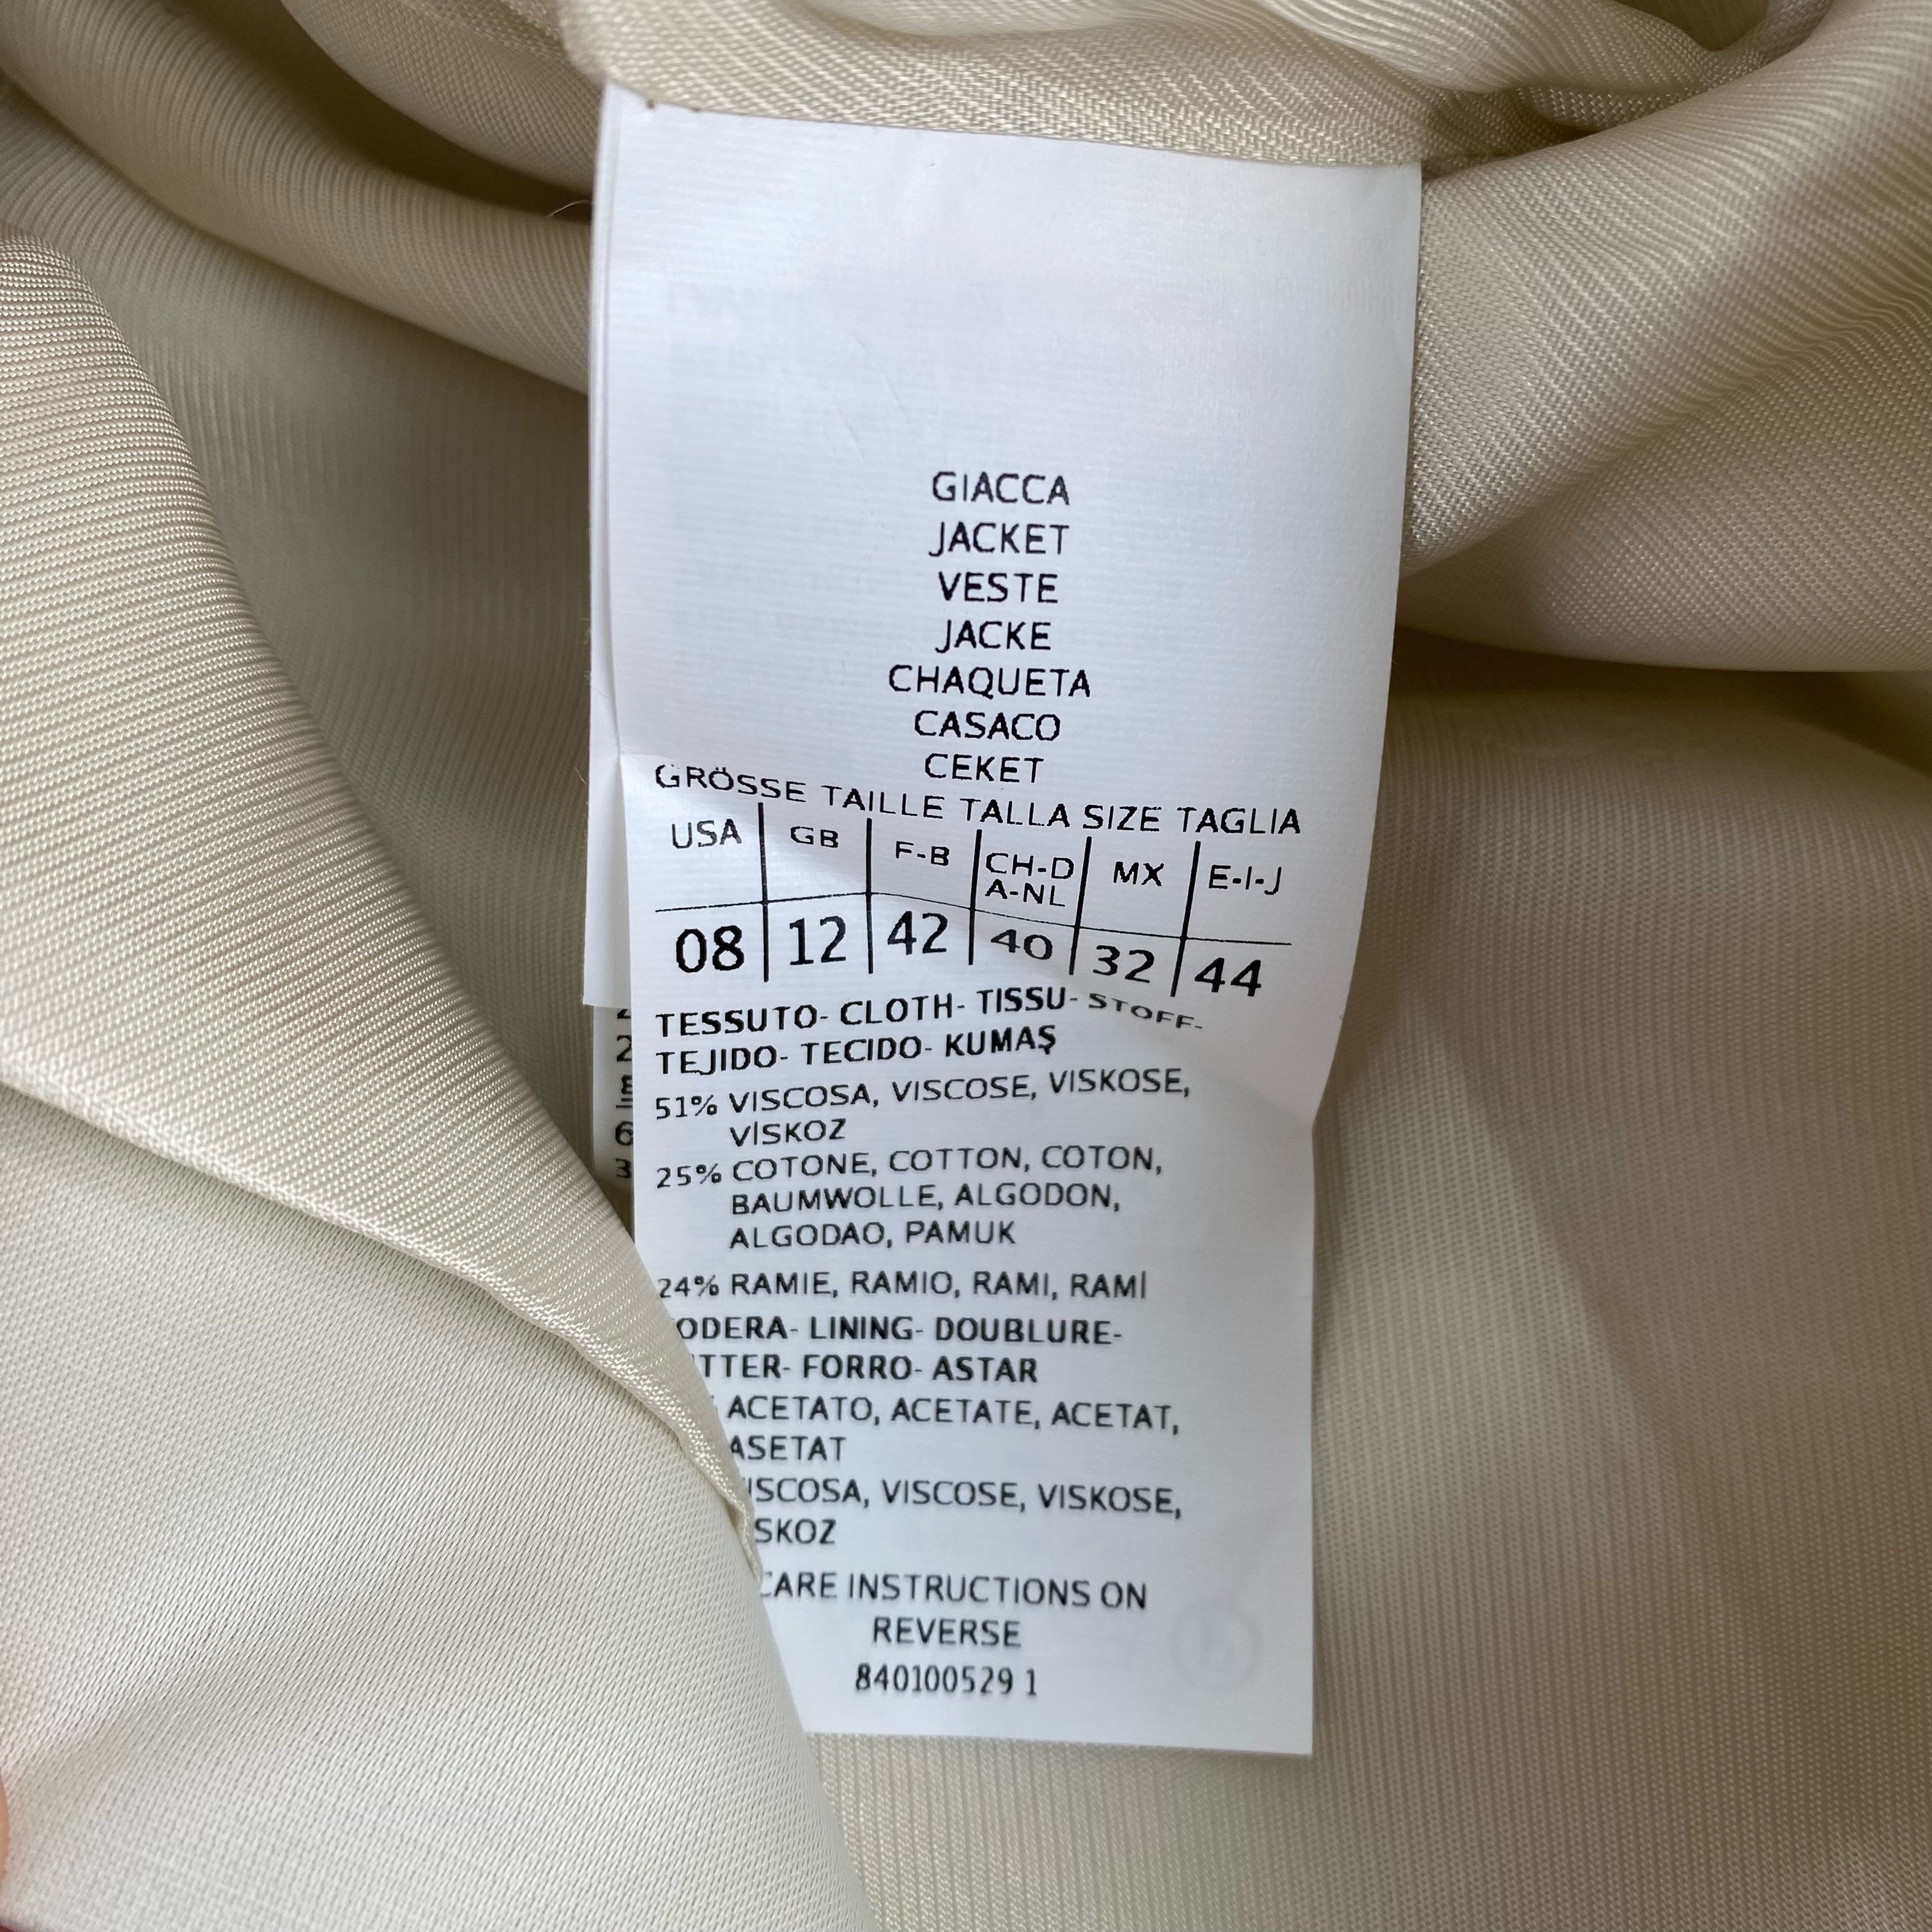 GIACCA
JACKET
VESTE
JACKE
CHAQUETA
CASACO
CEKET
GRÖSSE TAILLE TALLA SIZE TAGLIA
USA GB F-B CH-D A-NL MX E-I-J
08 12 42 40 32 44
TESSUTO- CLOTH- TISSU- STOFF-
TEJIDO- TECIDO- KUMAŞ
51% VISCOSA, VISCOSE, VISKOSE,
VİSKOZ
25% COTONE, COTTON, COTON,
BAUMWOLLE, ALGODON,
ALGODAO, PAMUK
24% RAMIE, RAMIO, RAMI, RAMİ
ODERA- LINING- DOUBLURE-
TTER- FORRO- ASTAR
ACETATO, ACETATE, ACETAT,
ASETAT
ISCOSA, VISCOSE, VISKOSE,
SKOZ
CARE INSTRUCTIONS ON
REVERSE
840100529 1